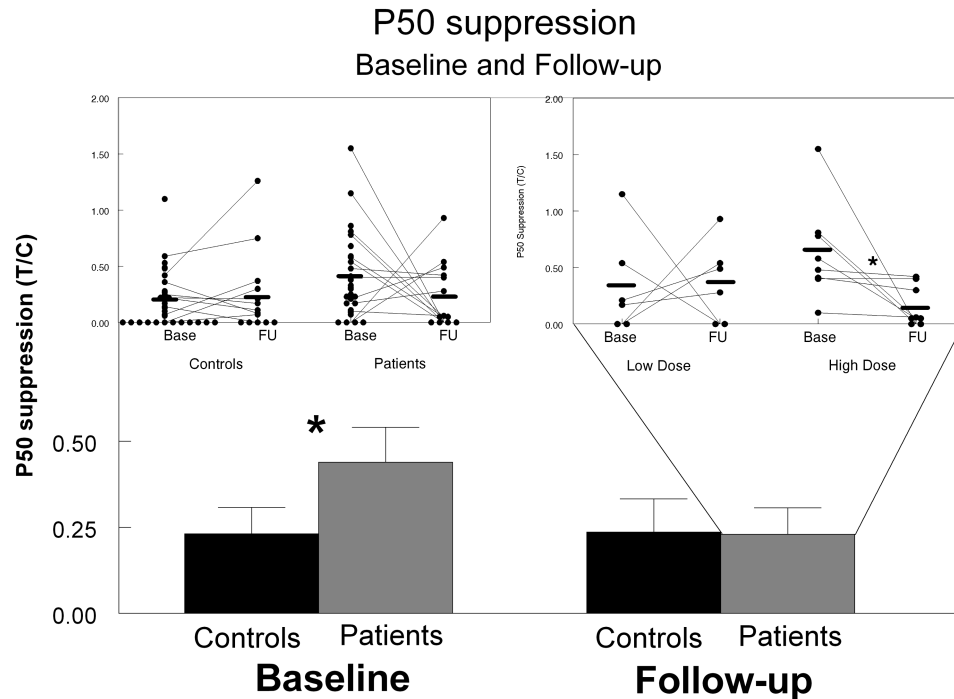 P50 suppression
Baseline and Follow-up
2.00
1.50
1.00
0.50
0.00
Base FU Base FU
Controls Patients
P50 Suppression (T/C)
2.00
1.50
1.00
0.50
0.00
*
Base FU Base FU
Low Dose High Dose
P50 suppression (T/C)
0.50
0.25
0.00
*
Controls Patients Controls Patients
Baseline Follow-up